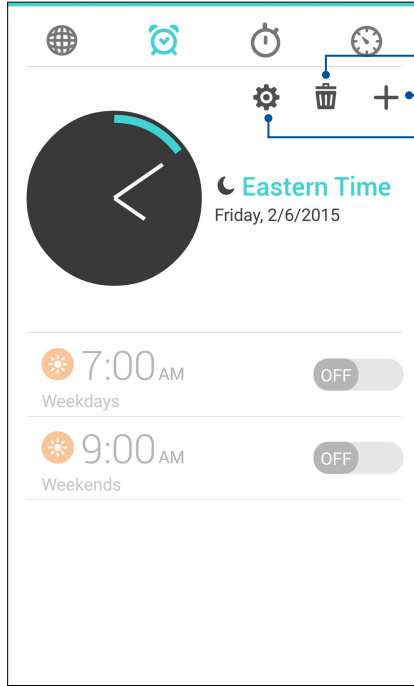 Eastern Time
Friday, 2/6/2015
7:00 AM
OFF
Weekdays
9:00 AM
OFF
Weekends